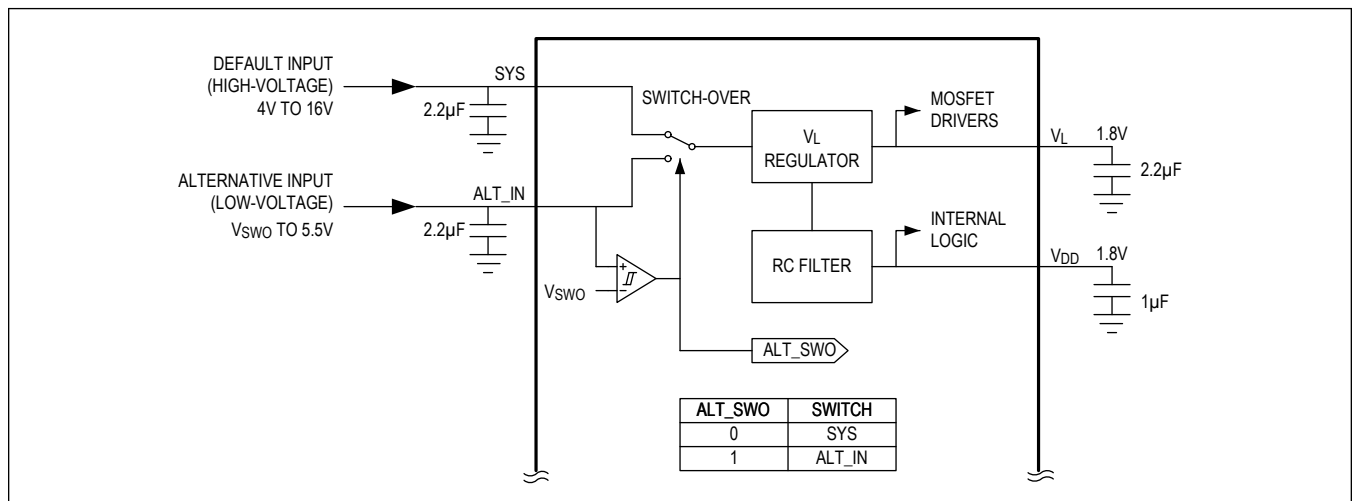 DEFAULT INPUT
(HIGH-VOLTAGE)
4V TO 16V
SYS
2.2µF
SWITCH-OVER
VL
REGULATOR
MOSFET
DRIVERS
VL
1.8V
2.2µF
ALTERNATIVE INPUT
(LOW-VOLTAGE)
VSWO TO 5.5V
ALT_IN
2.2µF
+
−
VSWO
RC FILTER
INTERNAL
LOGIC
VDD
1.8V
1µF
ALT_SWO
ALT_SWO SWITCH
0 SYS
1 ALT_IN